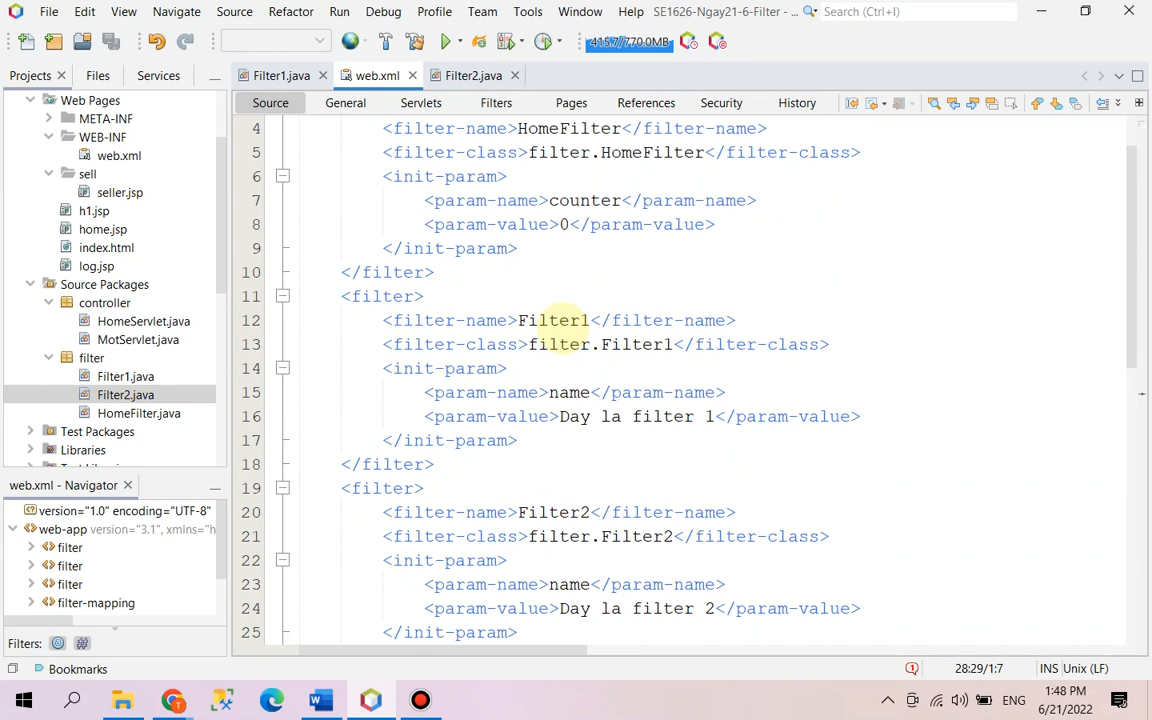 File Edit View Navigate Source Refactor Run Debug Profile Team Tools Window Help SE1626-Ngay21-6-Filter - ... Search (Ctrl+I)
415.7/770.0MB
Projects Files Services
Filter1.java web.xml Filter2.java
Source General Servlets Filters Pages References Security History
Web Pages
META-INF
WEB-INF
web.xml
sell
seller.jsp
h1.jsp
home.jsp
index.html
log.jsp
Source Packages
controller
HomeServlet.java
MotServlet.java
filter
Filter1.java
Filter2.java
HomeFilter.java
Test Packages
Libraries
4 <filter-name>HomeFilter</filter-name>
5 <filter-class>filter.HomeFilter</filter-class>
6 <init-param>
7 <param-name>counter</param-name>
8 <param-value>0</param-value>
9 </init-param>
10 </filter>
11 <filter>
12 <filter-name>Filter1</filter-name>
13 <filter-class>filter.Filter1</filter-class>
14 <init-param>
15 <param-name>name</param-name>
16 <param-value>Day la filter 1</param-value>
17 </init-param>
18 </filter>
19 <filter>
20 <filter-name>Filter2</filter-name>
21 <filter-class>filter.Filter2</filter-class>
22 <init-param>
23 <param-name>name</param-name>
24 <param-value>Day la filter 2</param-value>
25 </init-param>
web.xml - Navigator
version="1.0" encoding="UTF-8"
web-app version="3.1", xmlns="h
filter
filter
filter
filter-mapping
Filters:
Bookmarks
28:29/1:7 INS Unix (LF)
ENG
1:48 PM
6/21/2022